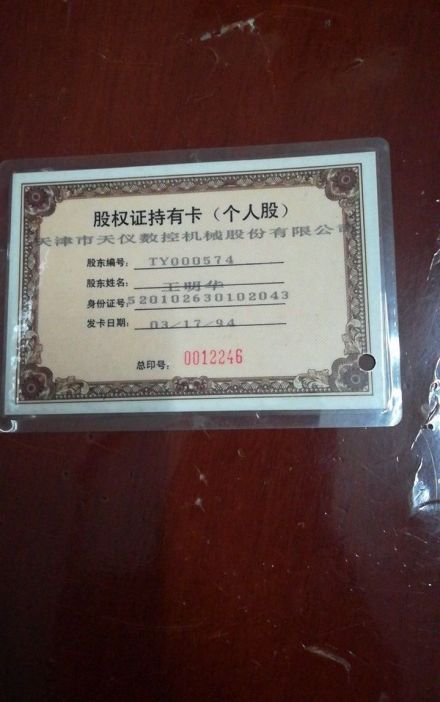 股权证持有卡（个人股）
天津市天仪数控机械股份有限公司
股东编号： TY000574
股东姓名： 王明华
身份证号：520102630102043
发卡日期： 03/17/94
总印号： 0012246